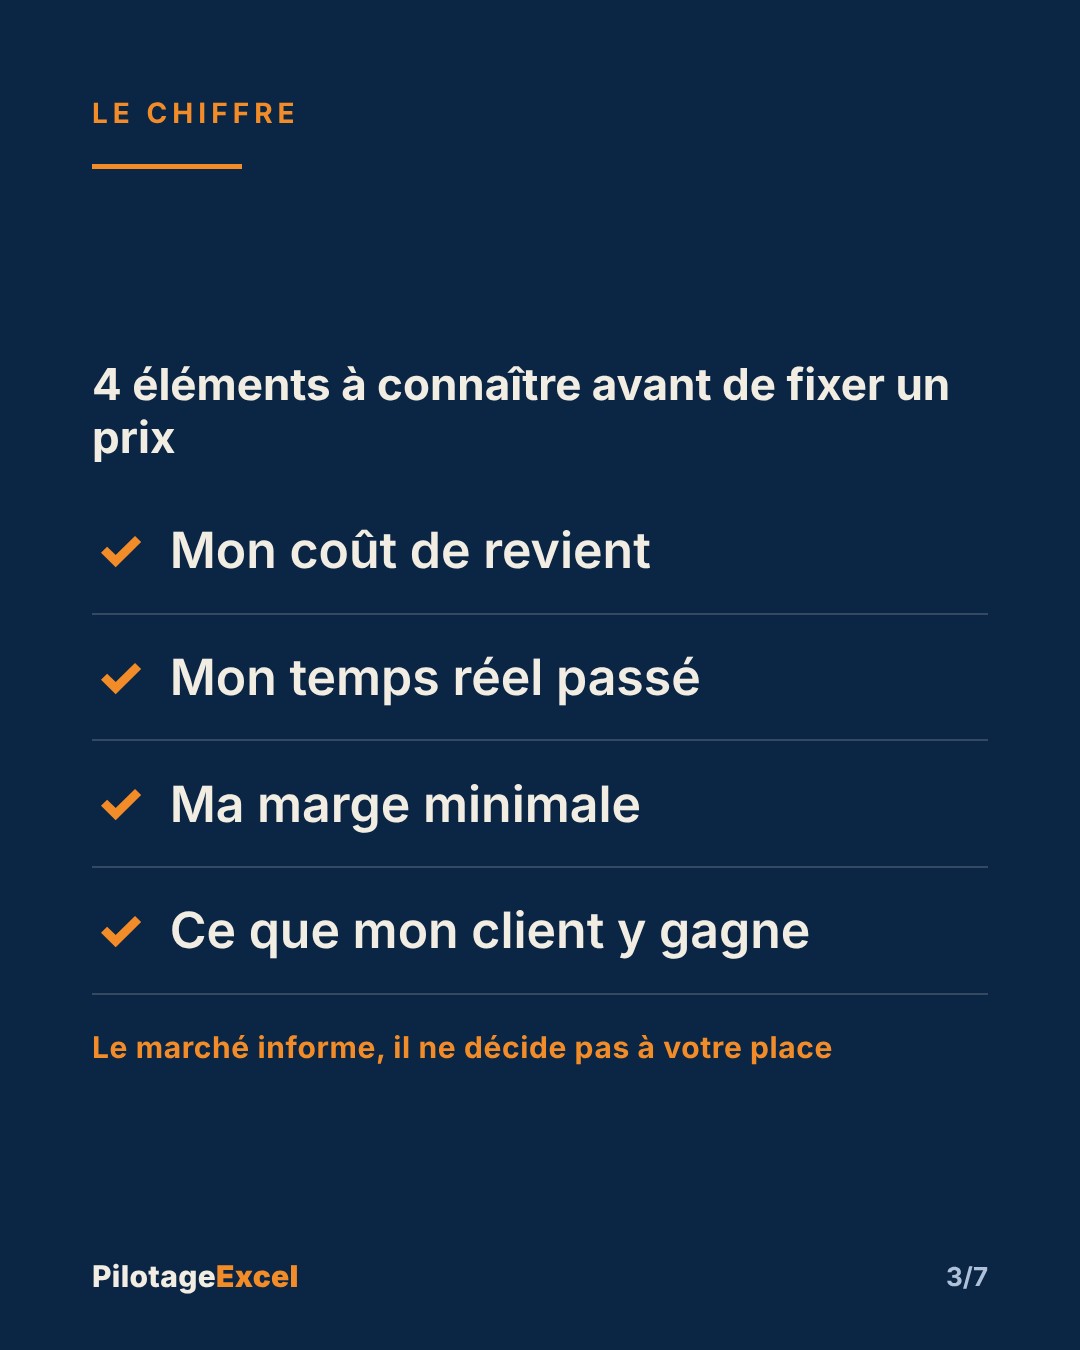 LE CHIFFRE
4 éléments à connaître avant de fixer un
prix
Mon coût de revient
Mon temps réel passé
Ma marge minimale
Ce que mon client y gagne
Le marché informe, il ne décide pas à votre place
PilotageExcel
3/7